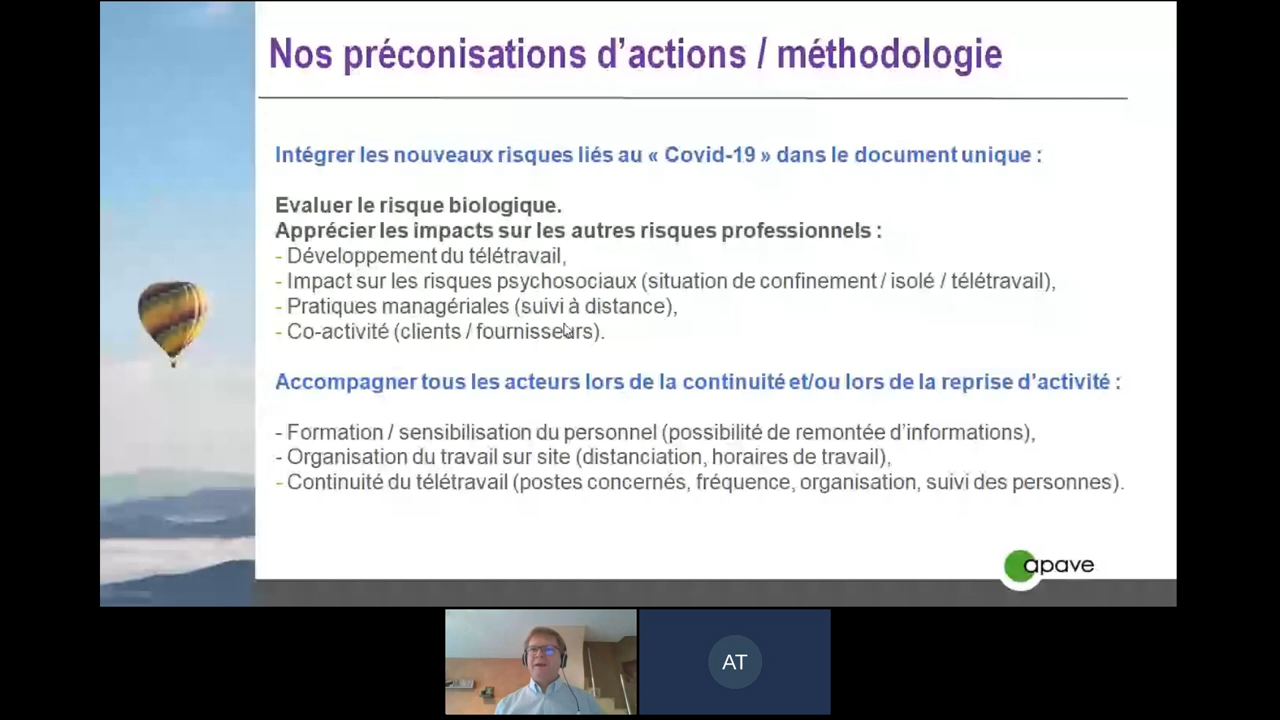 Nos préconisations d'actions / méthodologie
Intégrer les nouveaux risques liés au « Covid-19 » dans le document unique :
Evaluer le risque biologique.
Apprécier les impacts sur les autres risques professionnels :
- Développement du télétravail,
- Impact sur les risques psychosociaux (situation de confinement / isolé / télétravail),
- Pratiques managériales (suivi à distance),
- Co-activité (clients / fournisseurs).
Accompagner tous les acteurs lors de la continuité et/ou lors de la reprise d'activité :
- Formation / sensibilisation du personnel (possibilité de remontée d'informations),
- Organisation du travail sur site (distanciation, horaires de travail),
- Continuité du télétravail (postes concernés, fréquence, organisation, suivi des personnes).
apave
AT